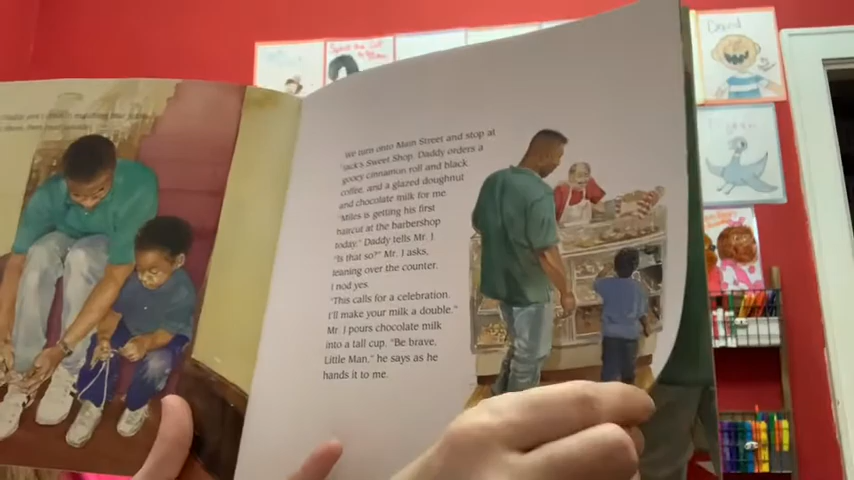 We turn onto Main Street and stop at
Jack's Sweet Shop. Daddy orders a
gooey cinnamon roll and black
coffee, and a glazed doughnut
and chocolate milk for me.
"Miles is getting his first
haircut at the barbershop
today," Daddy tells Mr. J.
"Is that so?" Mr. J asks,
leaning over the counter.
I nod yes.
"This calls for a celebration.
I'll make your milk a double."
Mr. J pours chocolate milk
into a tall cup. "Be brave,
Little Man," he says as he
hands it to me.
David